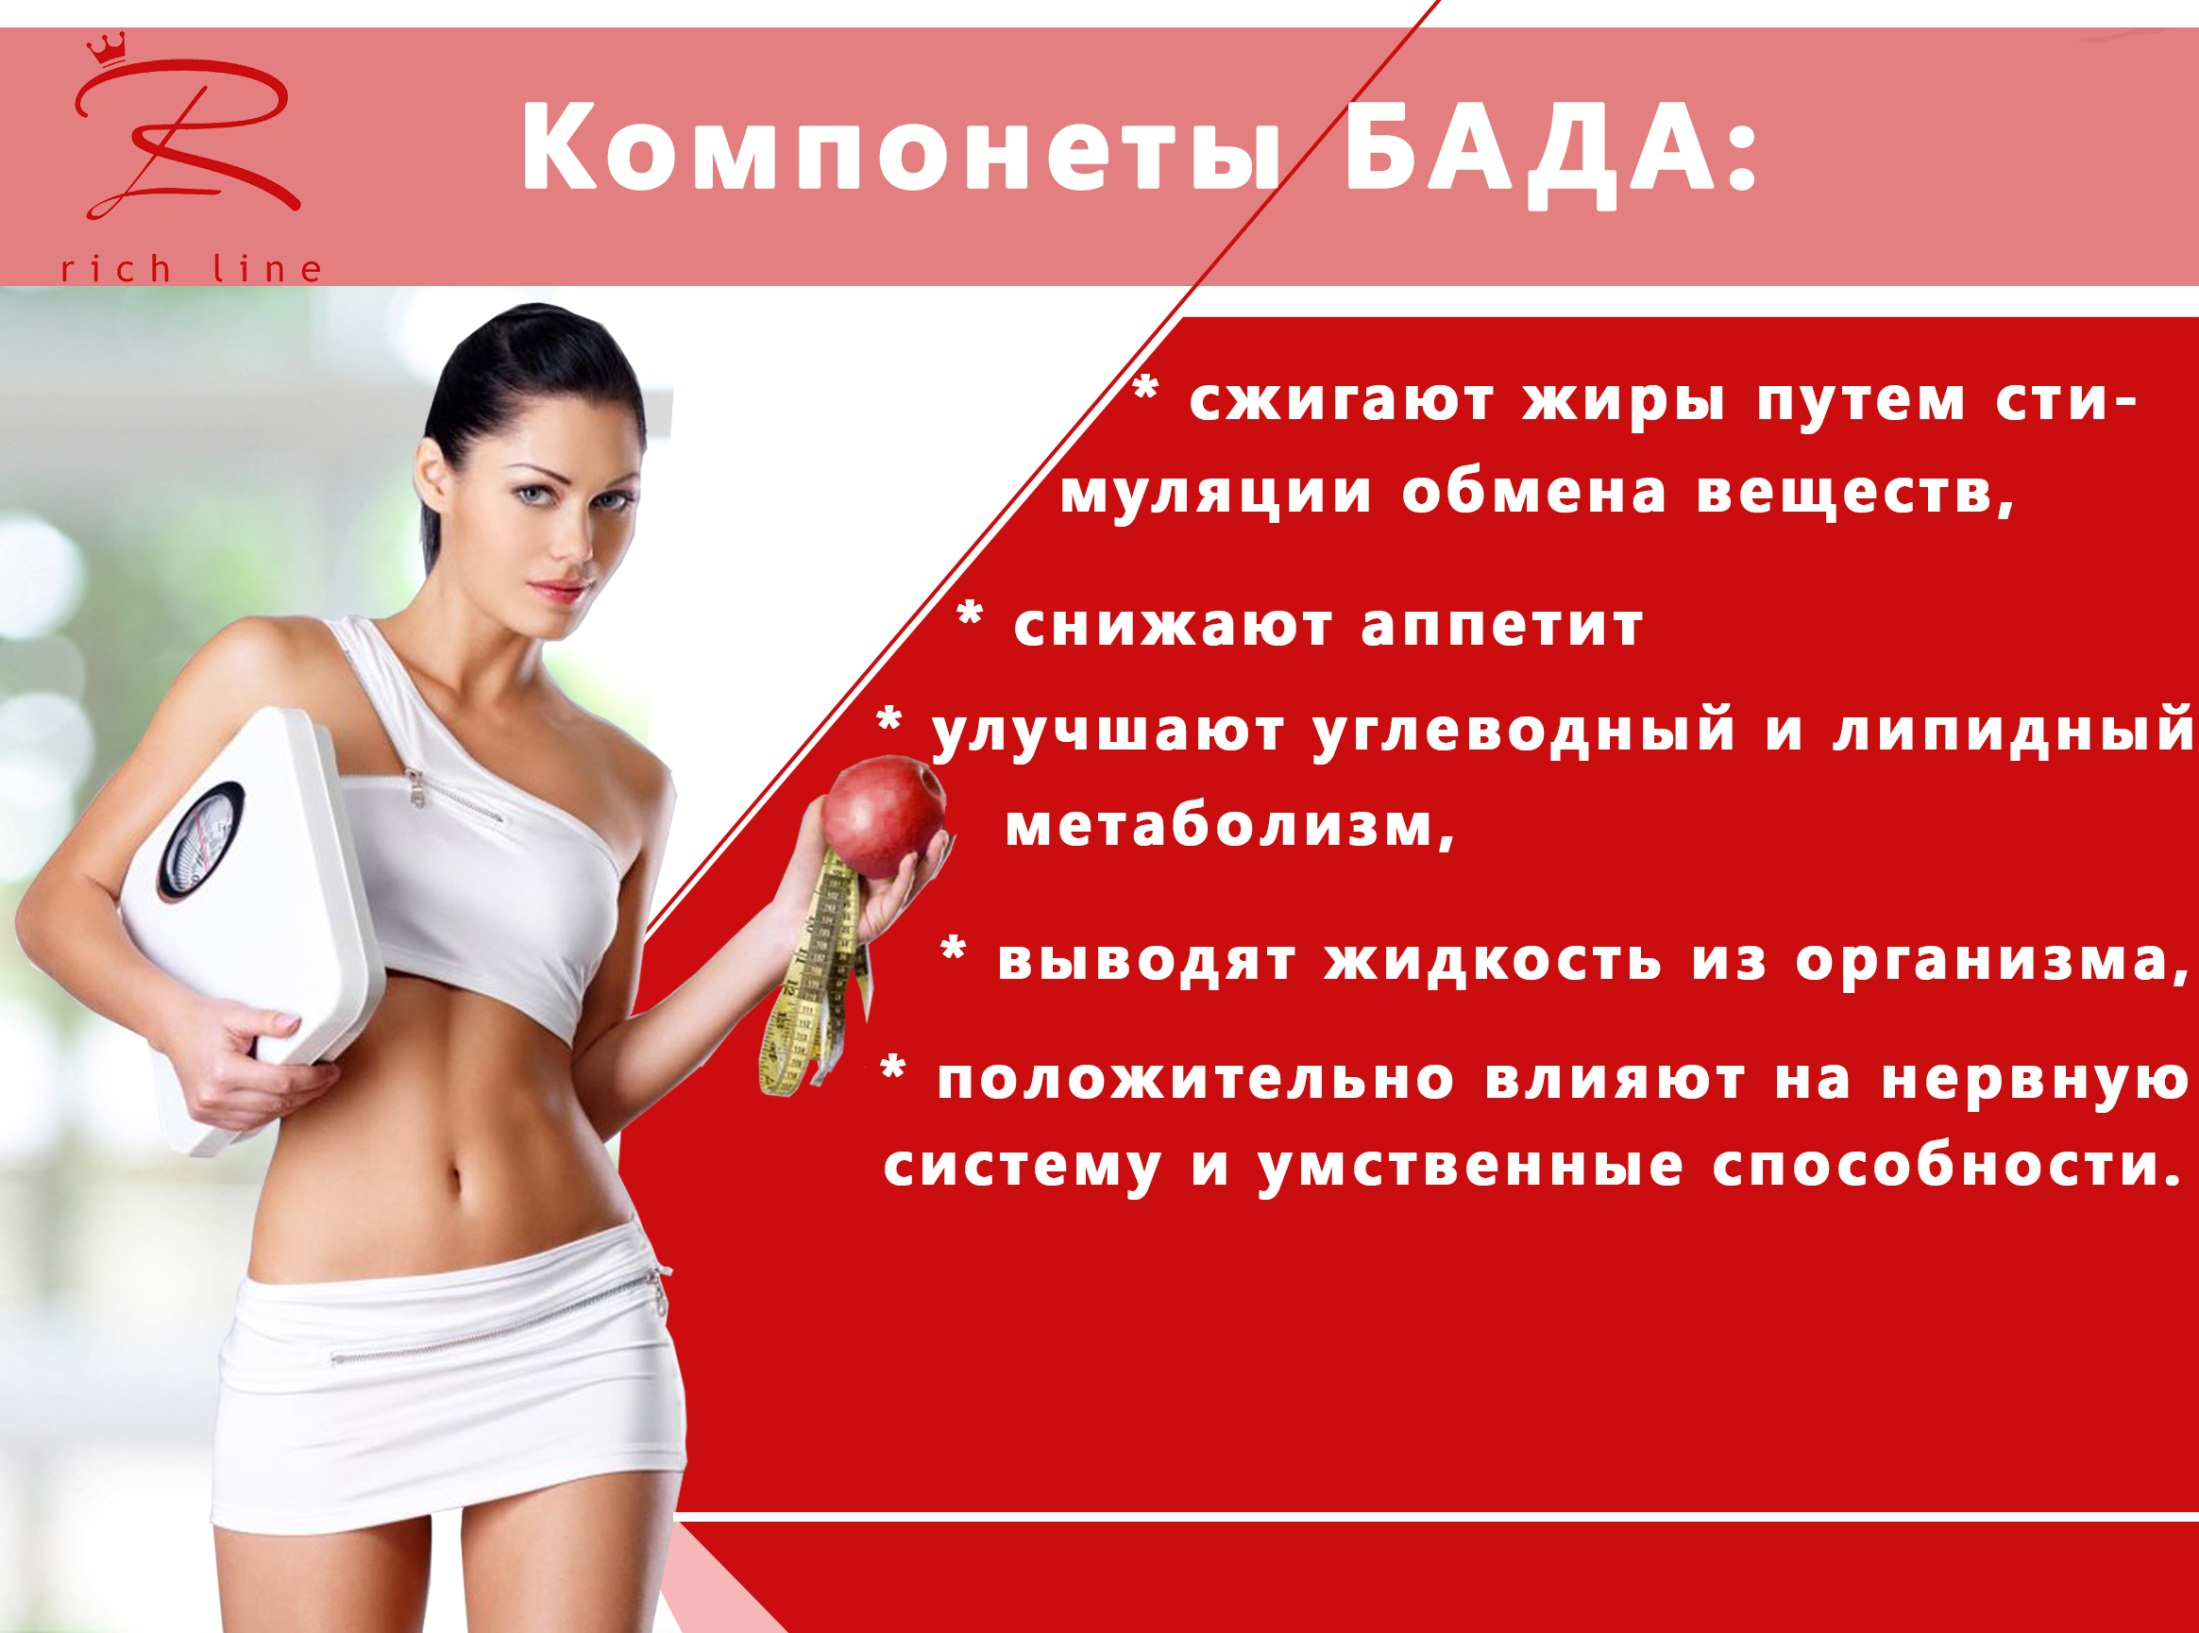 rich line
Компонеты БАДА:
* сжигают жиры путем сти-
муляции обмена веществ,
* снижают аппетит
* улучшают углеводный и липидный
метаболизм,
* выводят жидкость из организма,
* положительно влияют на нервную
систему и умственные способности.